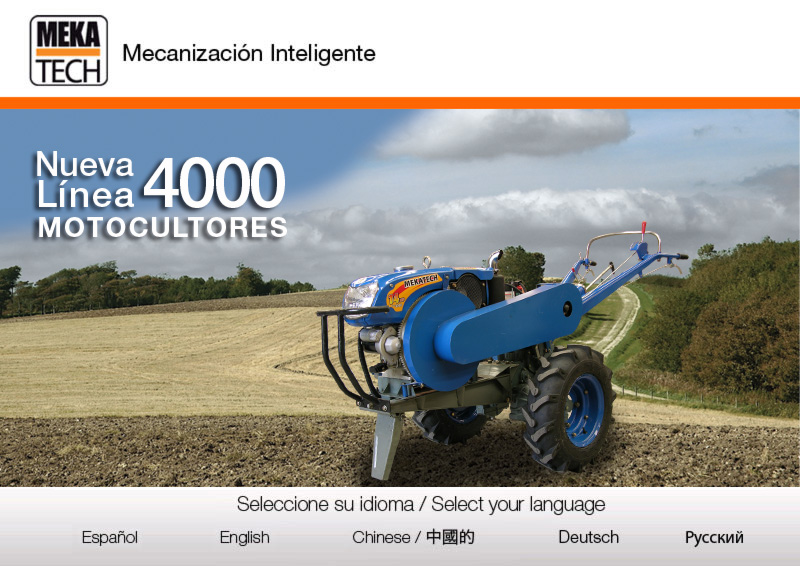 MEKA
TECH
Mecanización Inteligente
Nueva
Línea 4000
MOTOCULTORES
MEKATECH
Seleccione su idioma / Select your language
Español English Chinese / 中國的 Deutsch Русский